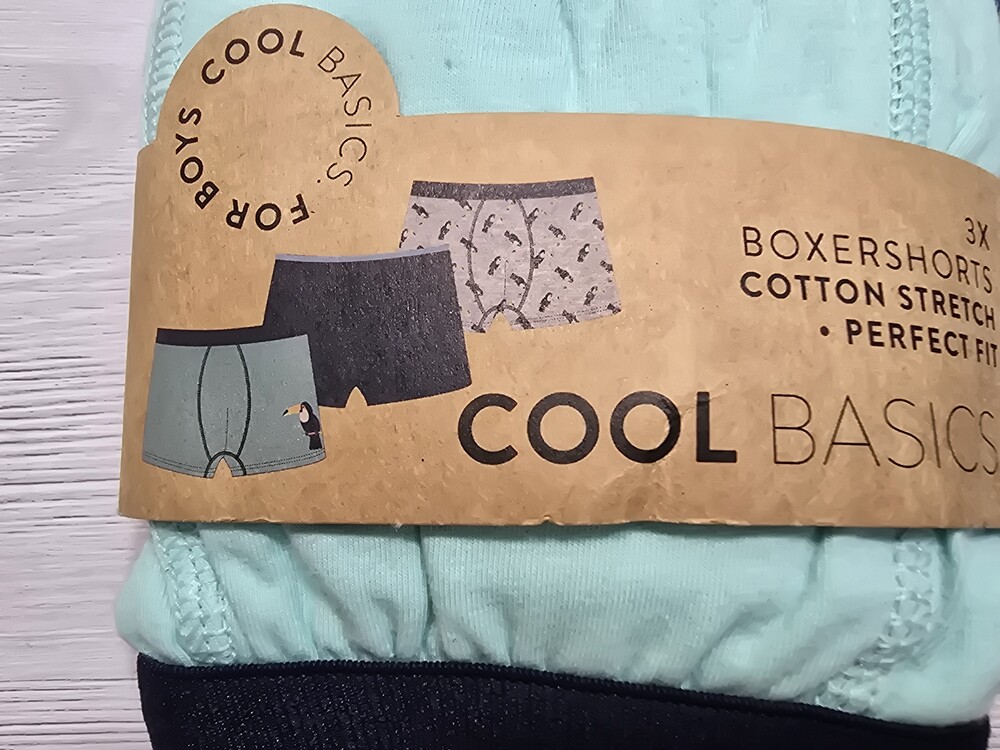 COOL BASICS
FOR BOYS
3X
BOXERSHORTS
COTTON STRETCH
• PERFECT FIT
COOL BASICS